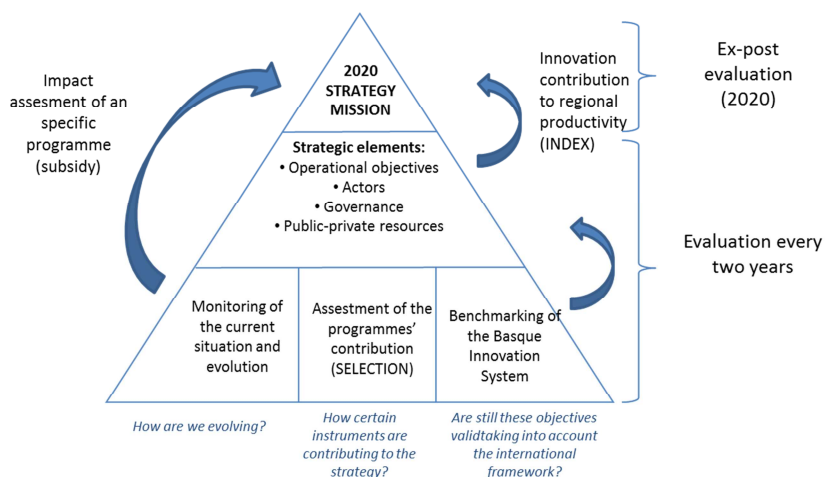 Impact
assesment of an
specific
programme
(subsidy)
2020
STRATEGY
MISSION
Innovation
contribution
to regional
productivity
(INDEX)
Ex-post
evaluation
(2020)
Strategic elements:
• Operational objectives
• Actors
• Governance
• Public-private resources
Evaluation every
two years
Monitoring of
the current
situation and
evolution
Assestment of the
programmes’
contribution
(SELECTION)
Benchmarking of
the Basque
Innovation
System
How are we evolving?
How certain
instruments are
contributing to the
strategy?
Are still these objectives
validtaking into account
the international
framework?